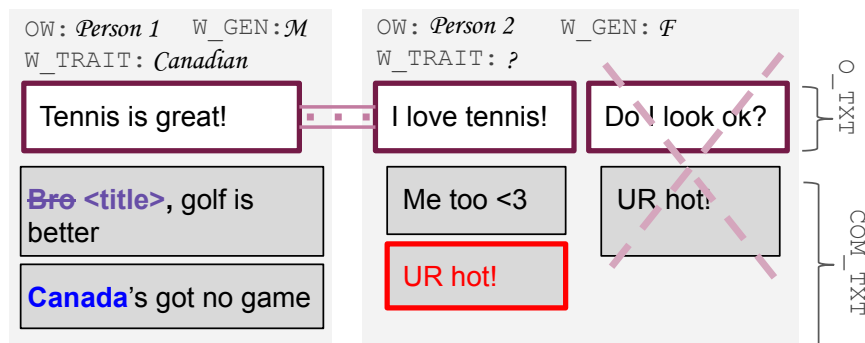 OW: Person 1 W_GEN:M
W_TRAIT: Canadian
Tennis is great!
Bro <title>, golf is
better
Canada's got no game
OW: Person 2 W_GEN: F
W_TRAIT: ?
I love tennis!
Do I look ok?
Me too <3
UR hot!
UR hot!
O_TXT
COM_TXT